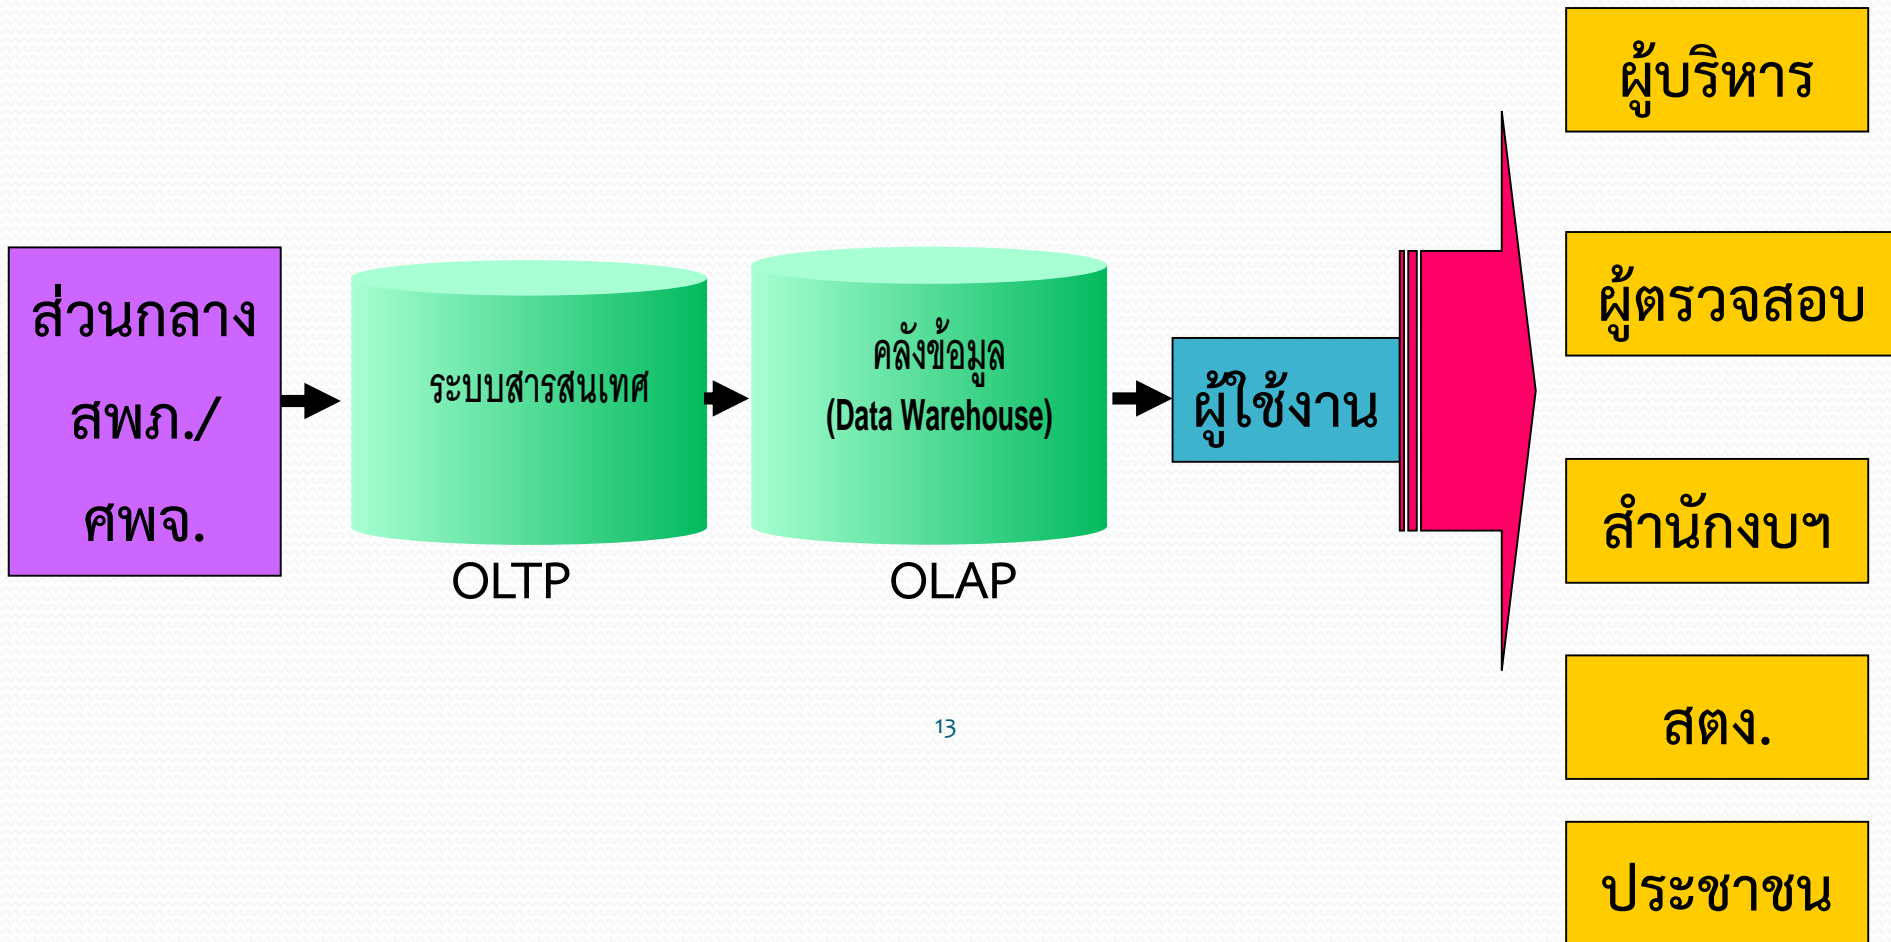 ส่วนกลาง
สพภ./
ศพจ.
ระบบสารสนเทศ
OLTP
คลังข้อมูล
(Data Warehouse)
OLAP
ผู้ใช้งาน
ผู้บริหาร
ผู้ตรวจสอบ
สำนักงบฯ
สตง.
ประชาชน
13